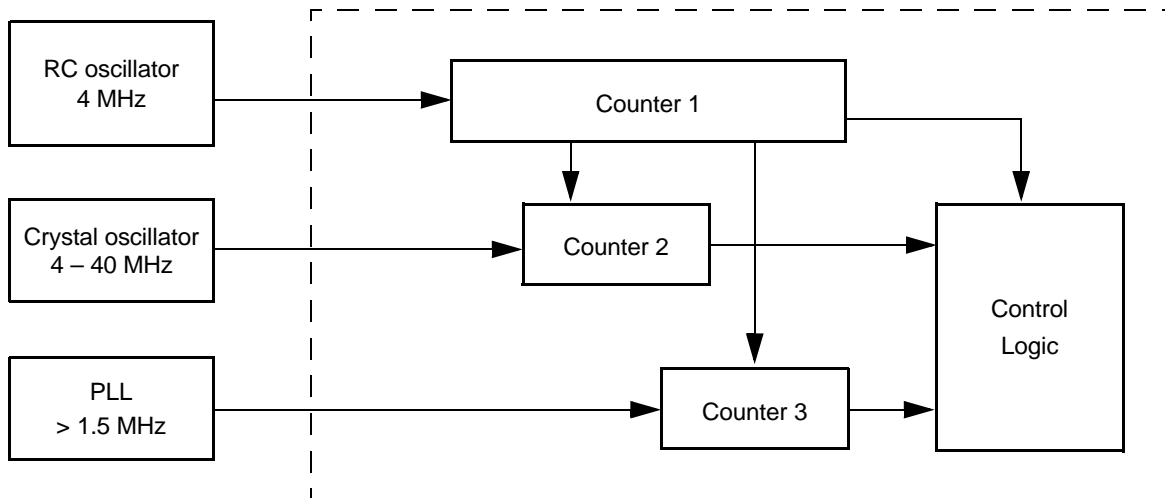 RC oscillator
4 MHz
Counter 1
Crystal oscillator
4 – 40 MHz
Counter 2
Control
Logic
PLL
> 1.5 MHz
Counter 3